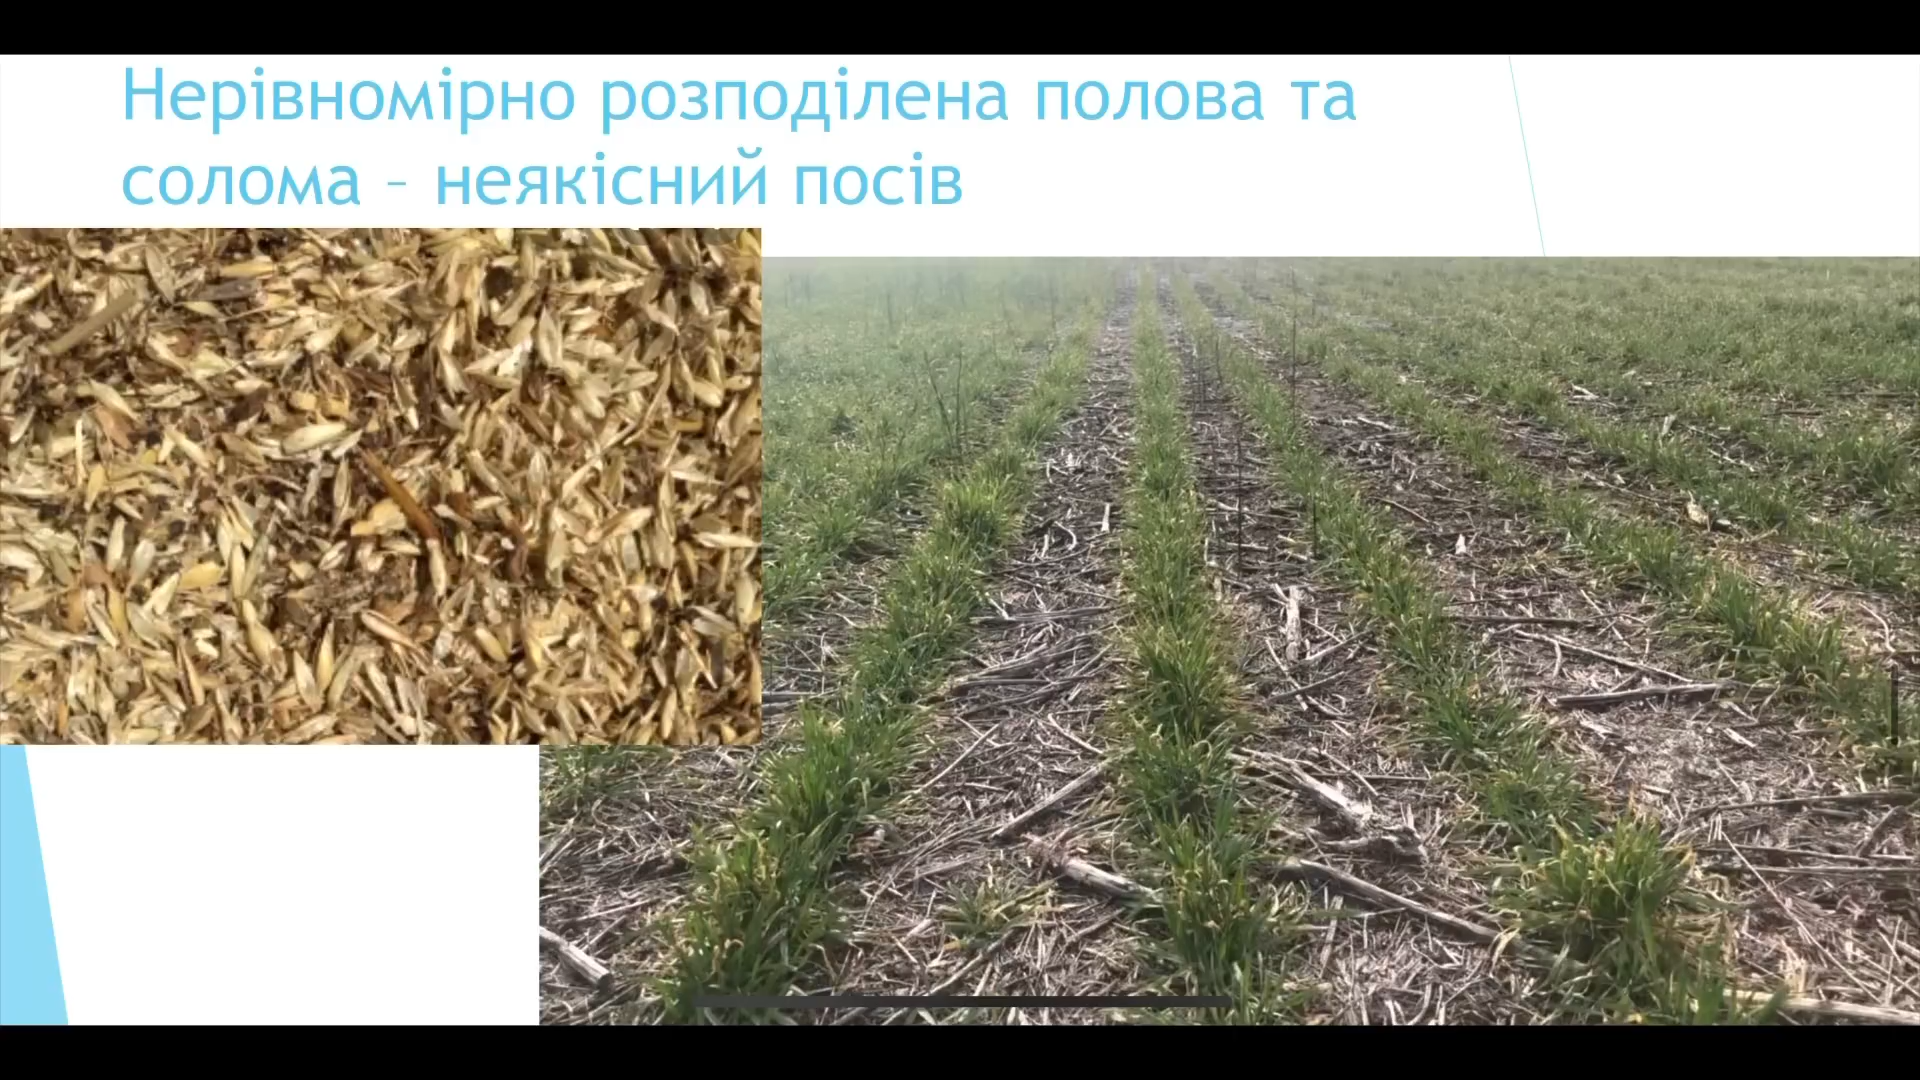 Нерівномірно розподілена полова та
солома – неякісний посів